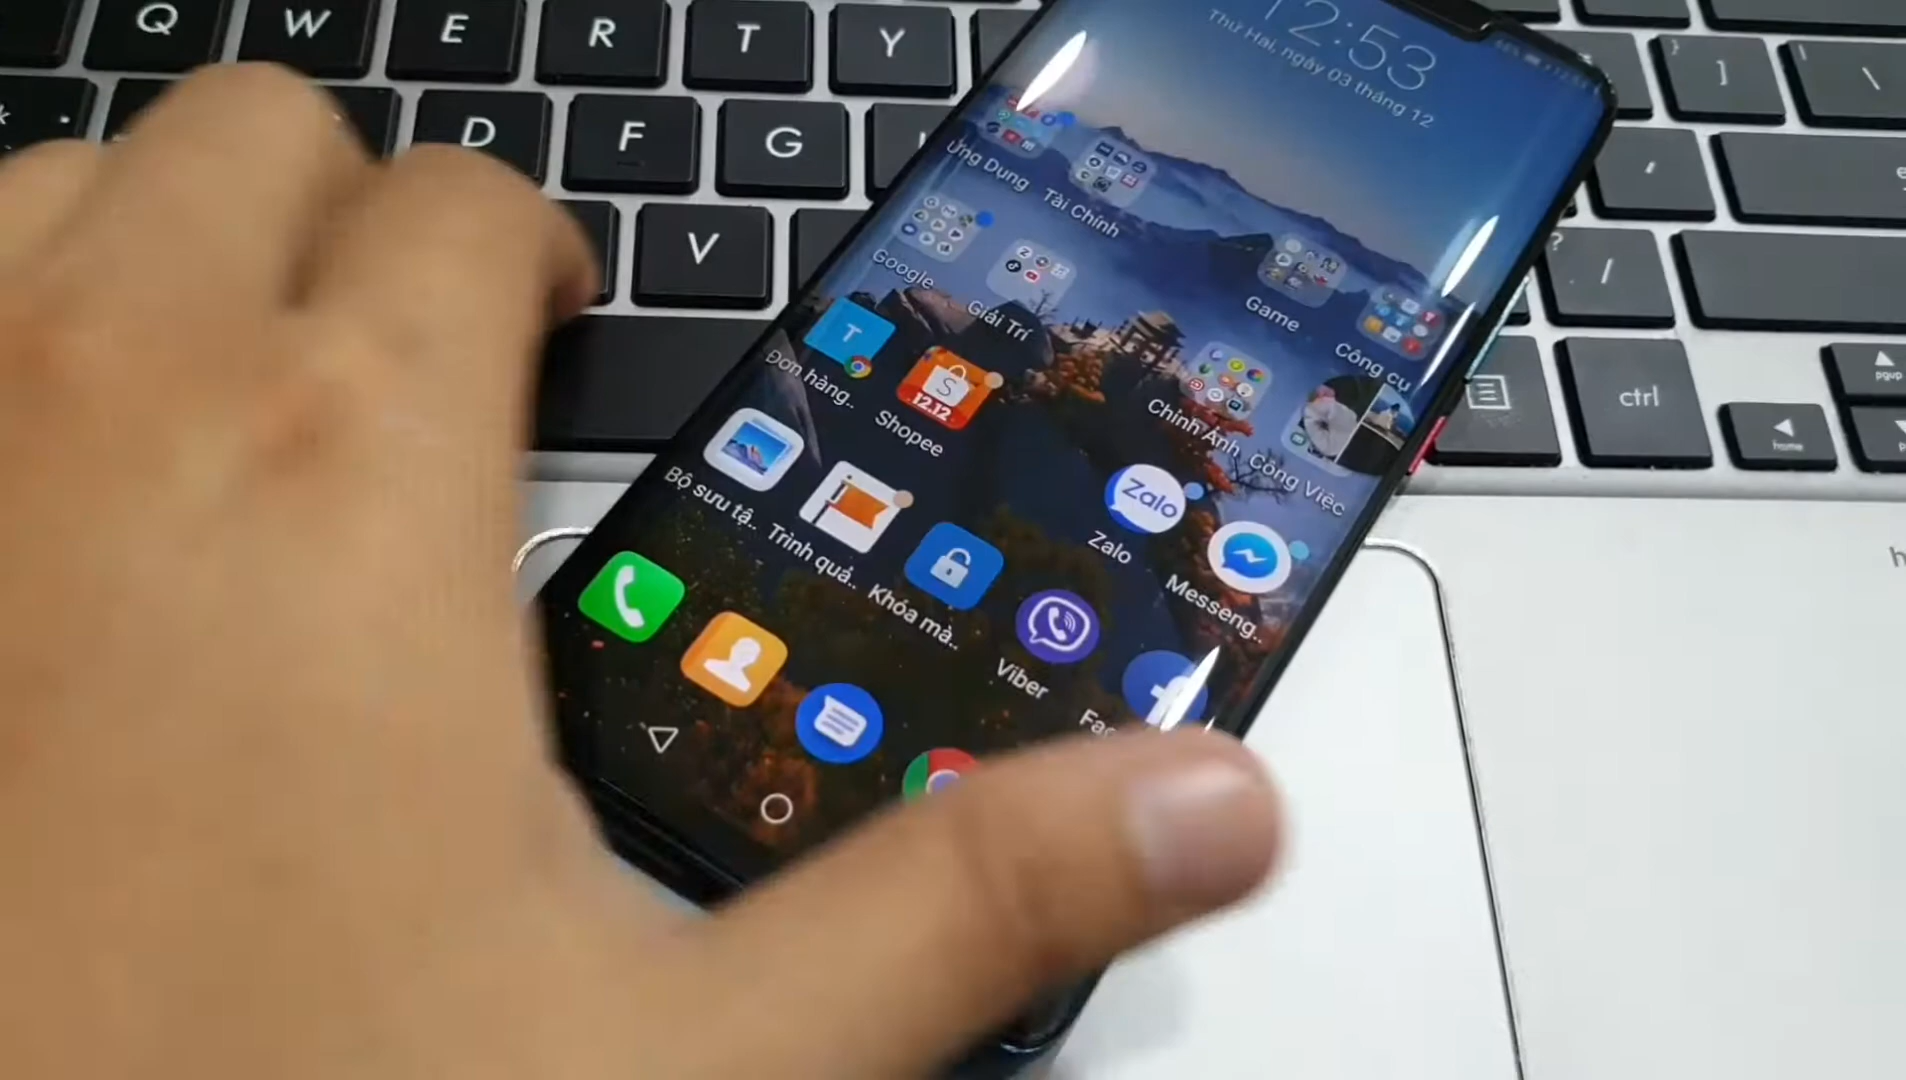 Q W E R T Y
D F G
V
]
\
,
?
/
ctrl
pgup
home
12:53
Thứ Hai, ngày 03 tháng 12
Ứng Dụng
Tài Chính
Google
Giải Trí
Game
Công cụ
T
Đơn hàng..
S
12.12
Shopee
Chỉnh Ảnh
Công Việc
Bộ sưu tậ..
Trình quả..
Khóa mà..
Zalo
Zalo
Messeng..
Viber
f